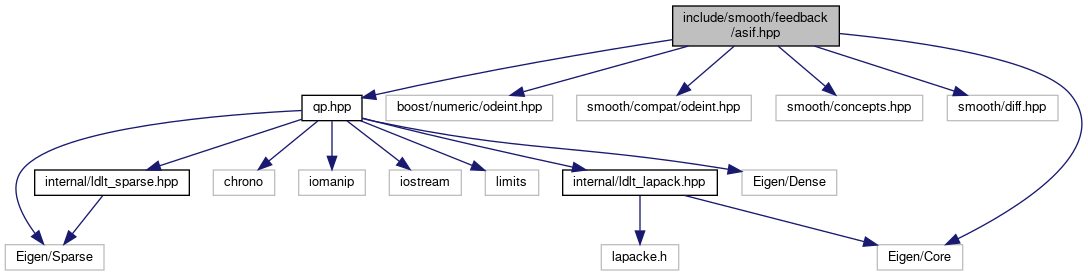 include/smooth/feedback
/asif.hpp
qp.hpp
boost/numeric/odeint.hpp
smooth/compat/odeint.hpp
smooth/concepts.hpp
smooth/diff.hpp
internal/ldlt_sparse.hpp
chrono
iomanip
iostream
limits
internal/ldlt_lapack.hpp
Eigen/Dense
Eigen/Sparse
lapacke.h
Eigen/Core